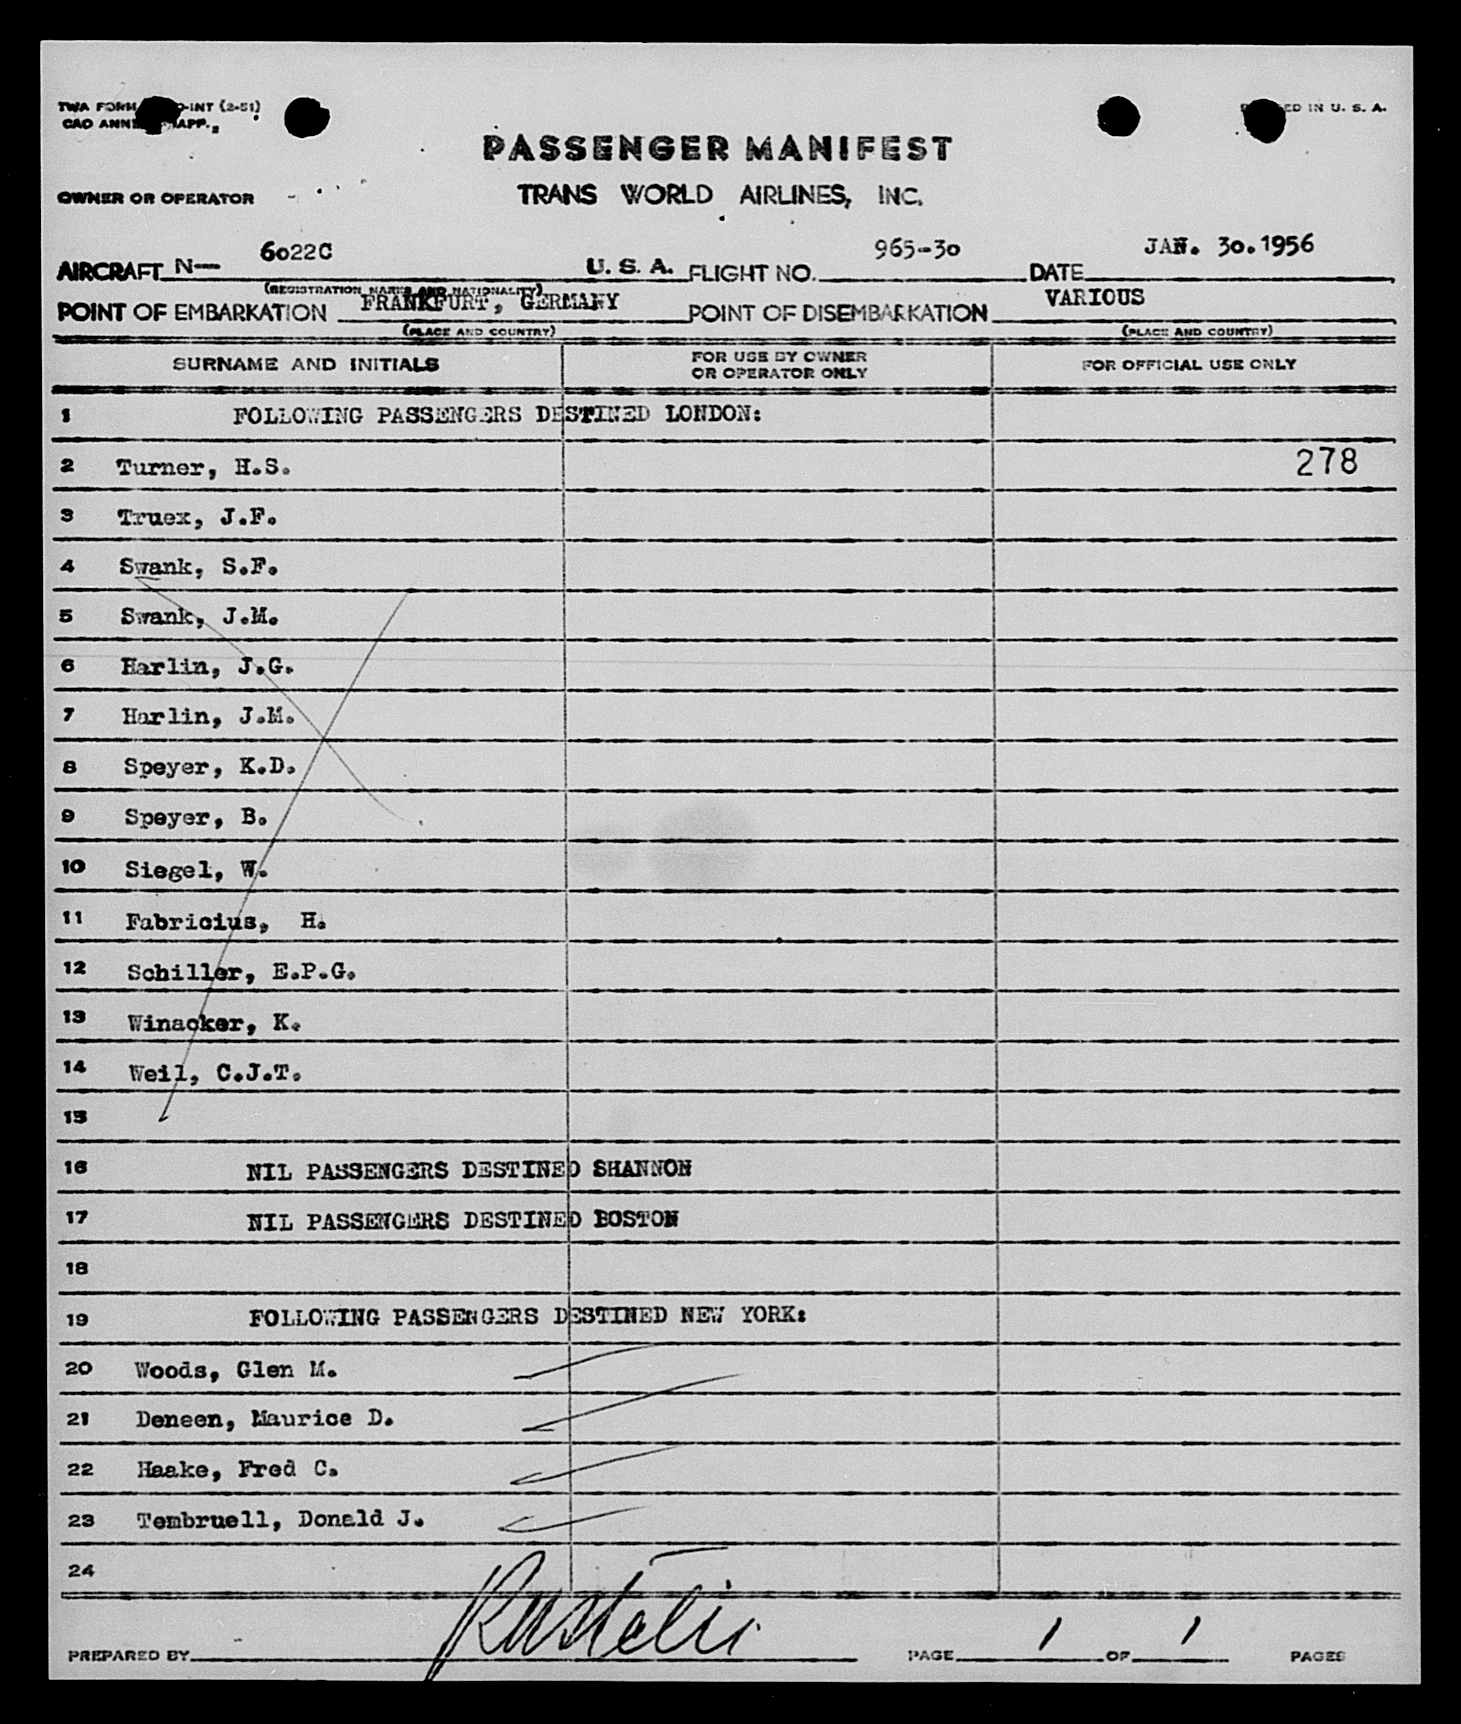 TWA FORM -INT (2-51)
CAO ANNE APP.
IN U. S. A.
PASSENGER MANIFEST
OWNER OR OPERATOR TRANS WORLD AIRLINES, INC.
AIRCRAFT N— 6022C U. S. A. FLIGHT NO. 965-30 DATE JAN. 30. 1956
(REGISTRATION MARKS AND NATIONALITY)
POINT OF EMBARKATION FRANKFURT, GERMANY POINT OF DISEMBARKATION VARIOUS
(PLACE AND COUNTRY) (PLACE AND COUNTRY)
SURNAME AND INITIALS FOR USE BY OWNER OR OPERATOR ONLY FOR OFFICIAL USE ONLY
1 FOLLOWING PASSENGERS DESTINED LONDON:
2 Turner, H.S. 278
3 Truex, J.F.
4 Swank, S.F.
5 Swank, J.M.
6 Harlin, J.G.
7 Harlin, J.M.
8 Speyer, K.D.
9 Speyer, B.
10 Siegel, W.
11 Fabricius, H.
12 Schiller, E.P.G.
13 Winacker, K.
14 Weil, C.J.T.
15
16 NIL PASSENGERS DESTINED SHANNON
17 NIL PASSENGERS DESTINED BOSTON
18
19 FOLLOWING PASSENGERS DESTINED NEW YORK:
20 Woods, Glen M.
21 Deneen, Maurice D.
22 Haake, Fred C.
23 Tembruell, Donald J.
24
PREPARED BY PAGE 1 OF 1 PAGES